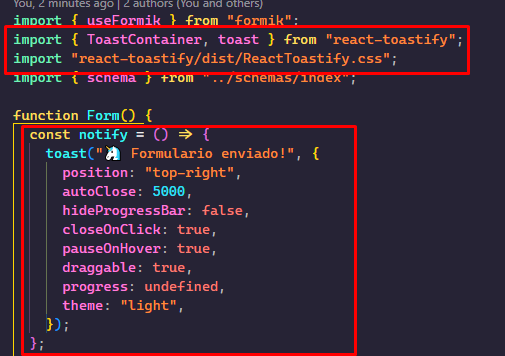 You, 2 minutes ago | 2 authors (You and others)
import { useFormik } from "formik";
import { ToastContainer, toast } from "react-toastify";
import "react-toastify/dist/ReactToastify.css";
import { schema } from "../schemas/index";
function Form() {
const notify = () => {
toast("🦄 Formulario enviado!", {
position: "top-right",
autoClose: 5000,
hideProgressBar: false,
closeOnClick: true,
pauseOnHover: true,
draggable: true,
progress: undefined,
theme: "light",
});
};